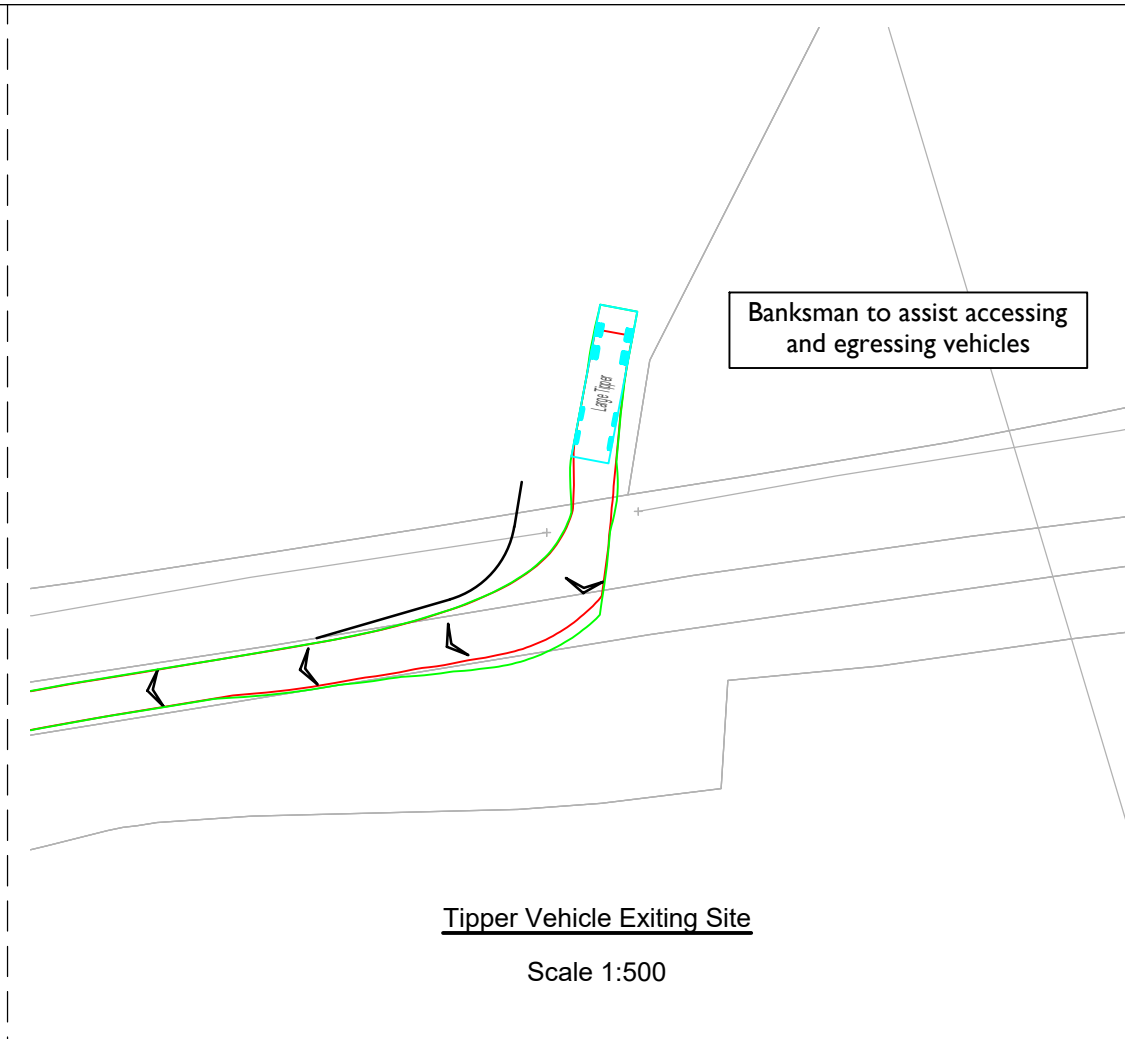 Banksman to assist accessing
and egressing vehicles
Large Tipper
Tipper Vehicle Exiting Site
Scale 1:500